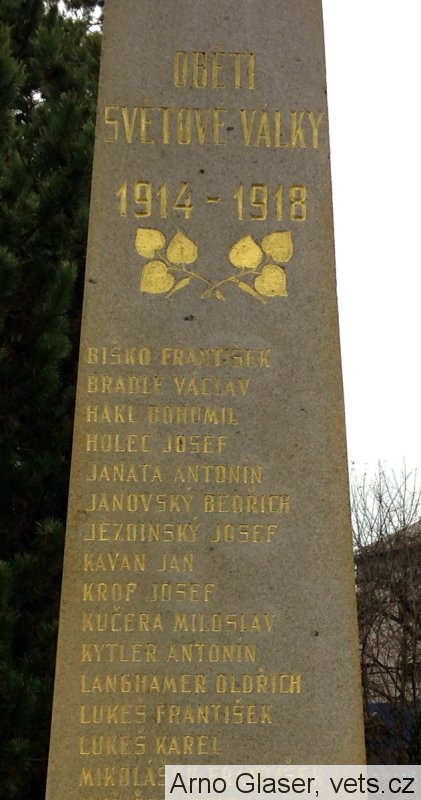 OBĚTI
SVĚTOVÉ VÁLKY
1914 - 1918
BIŠKO FRANTIŠEK
BRADLE VÁCLAV
HAKL BOHUMIL
HOLEC JOSEF
JANATA ANTONÍN
JANOVSKÝ BEDŘICH
JEZDINSKÝ JOSEF
KAVAN JAN
KROF JOSEF
KUČERA MILOSLAV
KYTLER ANTONÍN
LANGHAMER OLDŘICH
LUKEŠ FRANTIŠEK
LUKEŠ KAREL
MIKOLÁŠ
Arno Glaser, vets.cz